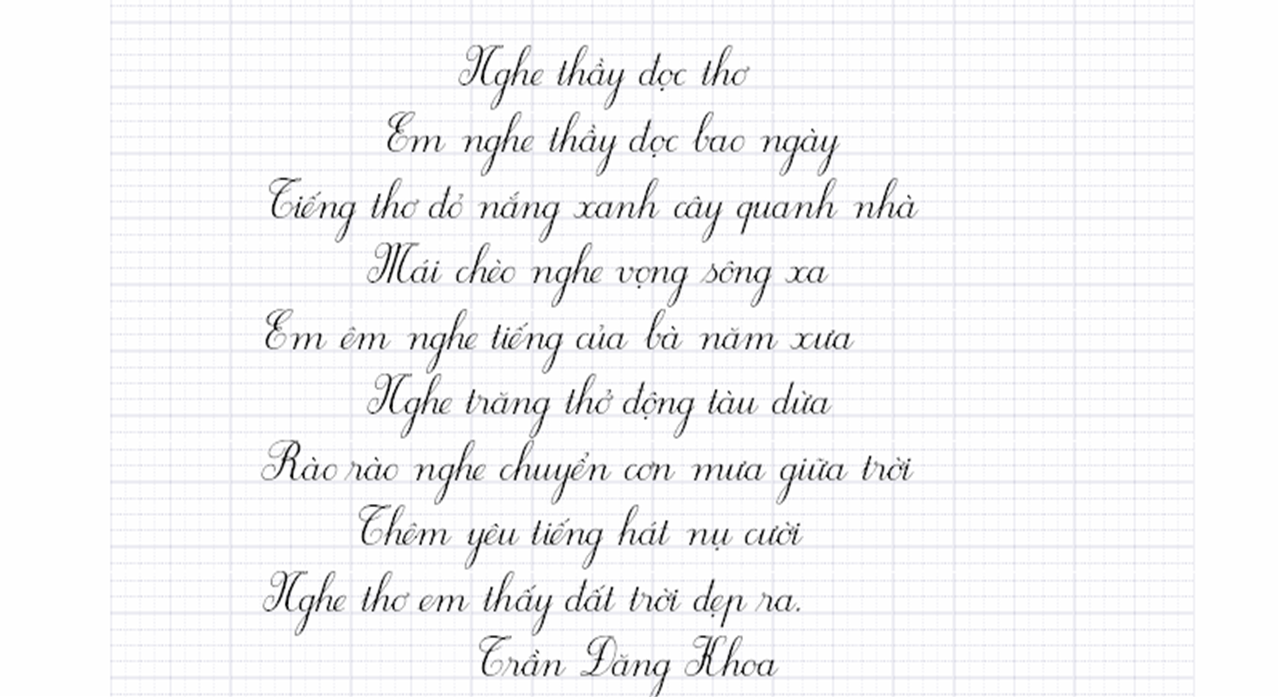 Nghe thầy đọc thơ
Em nghe thầy đọc bao ngày
Tiếng thơ đỏ nắng xanh cây quanh nhà
Mái chèo nghe vọng sông xa
Em êm nghe tiếng của bà năm xưa
Nghe trăng thở động tàu dừa
Rào rào nghe chuyển cơn mưa giữa trời
Thêm yêu tiếng hát nụ cười
Nghe thơ em thấy đất trời đẹp ra.
Trần Đăng Khoa